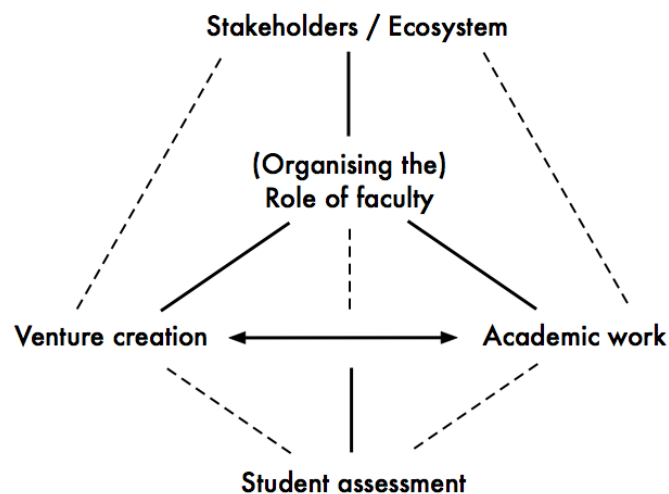 Stakeholders / Ecosystem
(Organising the)
Role of faculty
Venture creation
Academic work
Student assessment